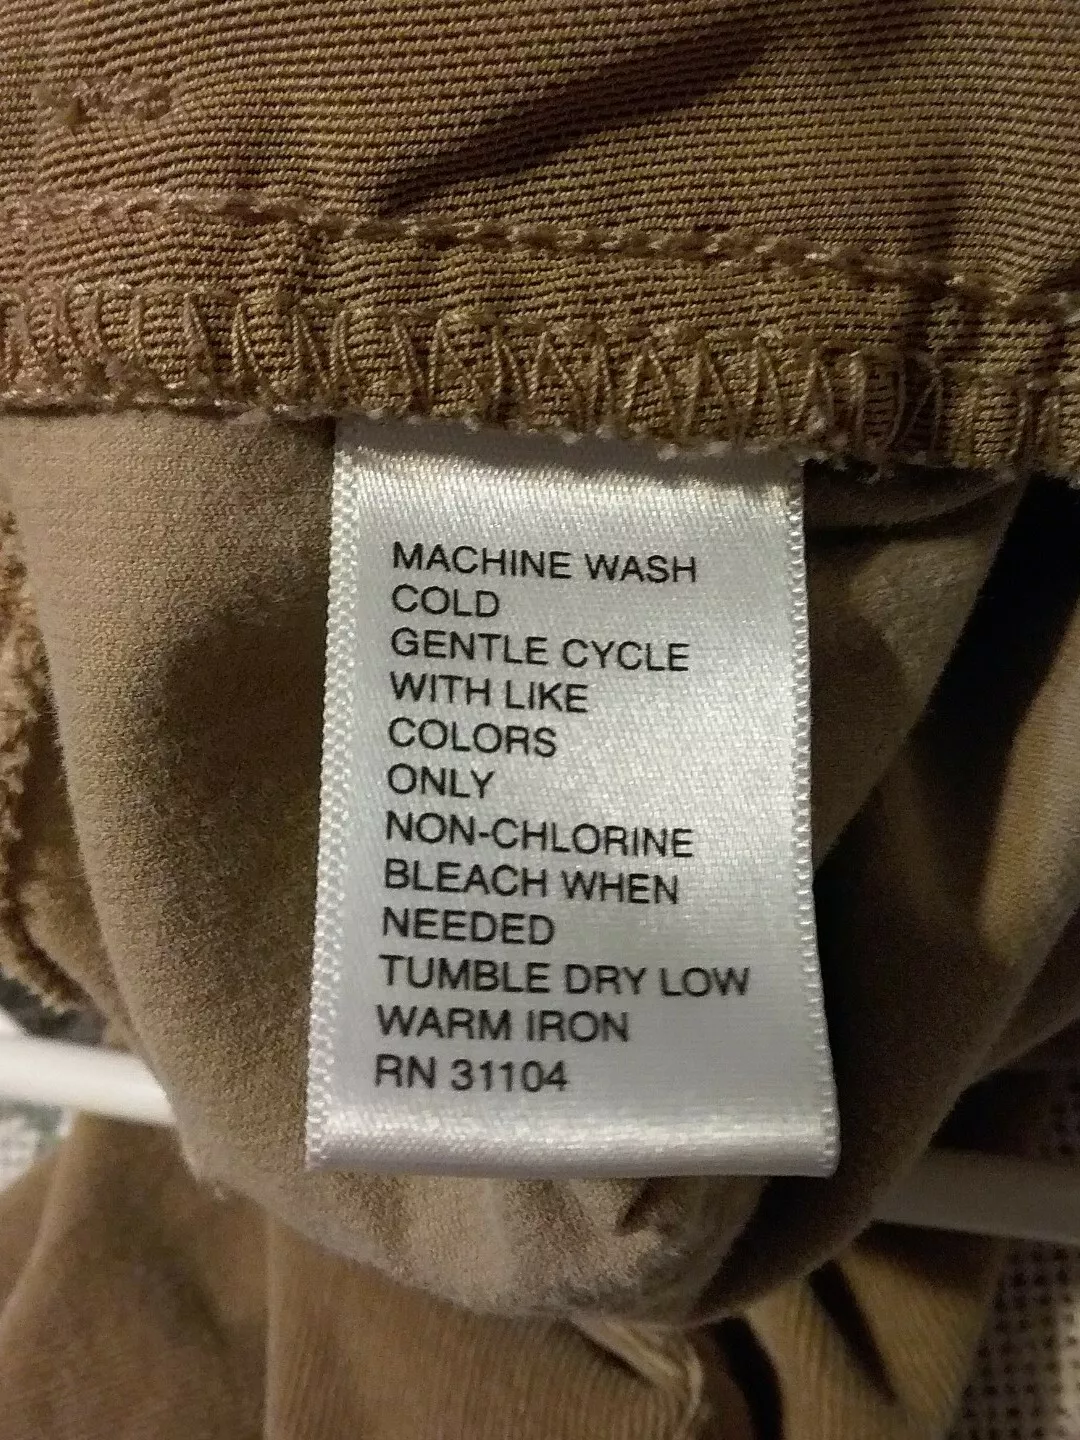 MACHINE WASH
COLD
GENTLE CYCLE
WITH LIKE
COLORS
ONLY
NON-CHLORINE
BLEACH WHEN
NEEDED
TUMBLE DRY LOW
WARM IRON
RN 31104